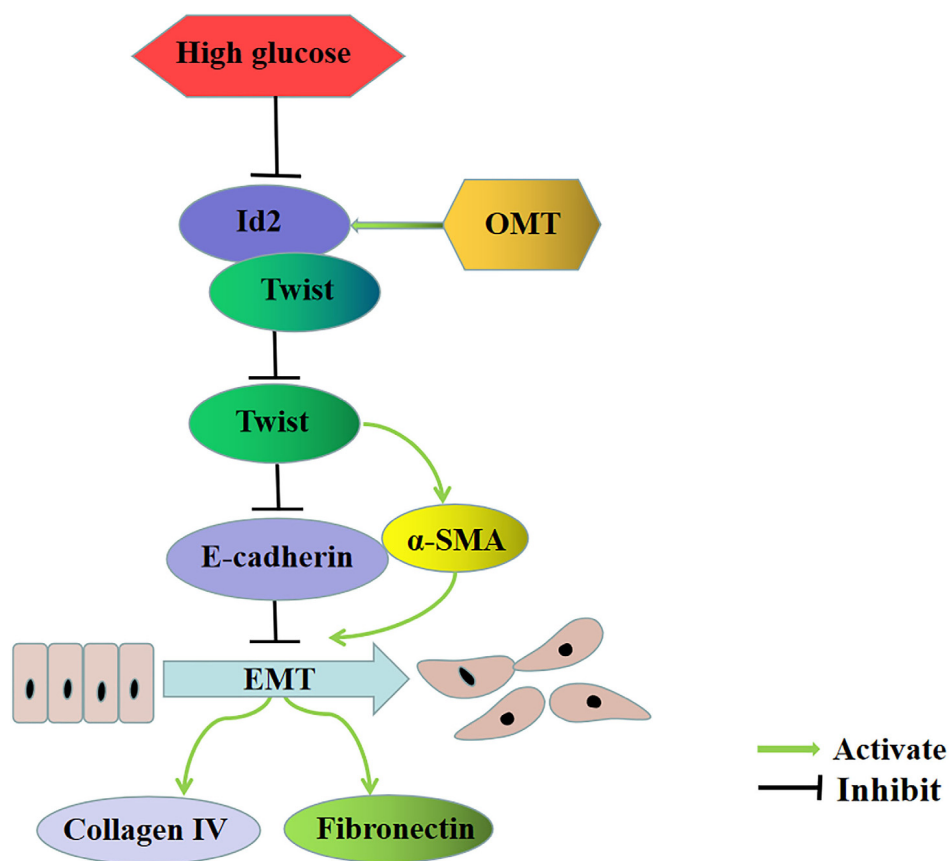 High glucose
Id2
OMT
Twist
Twist
E-cadherin
α-SMA
EMT
Activate
Inhibit
Collagen IV
Fibronectin